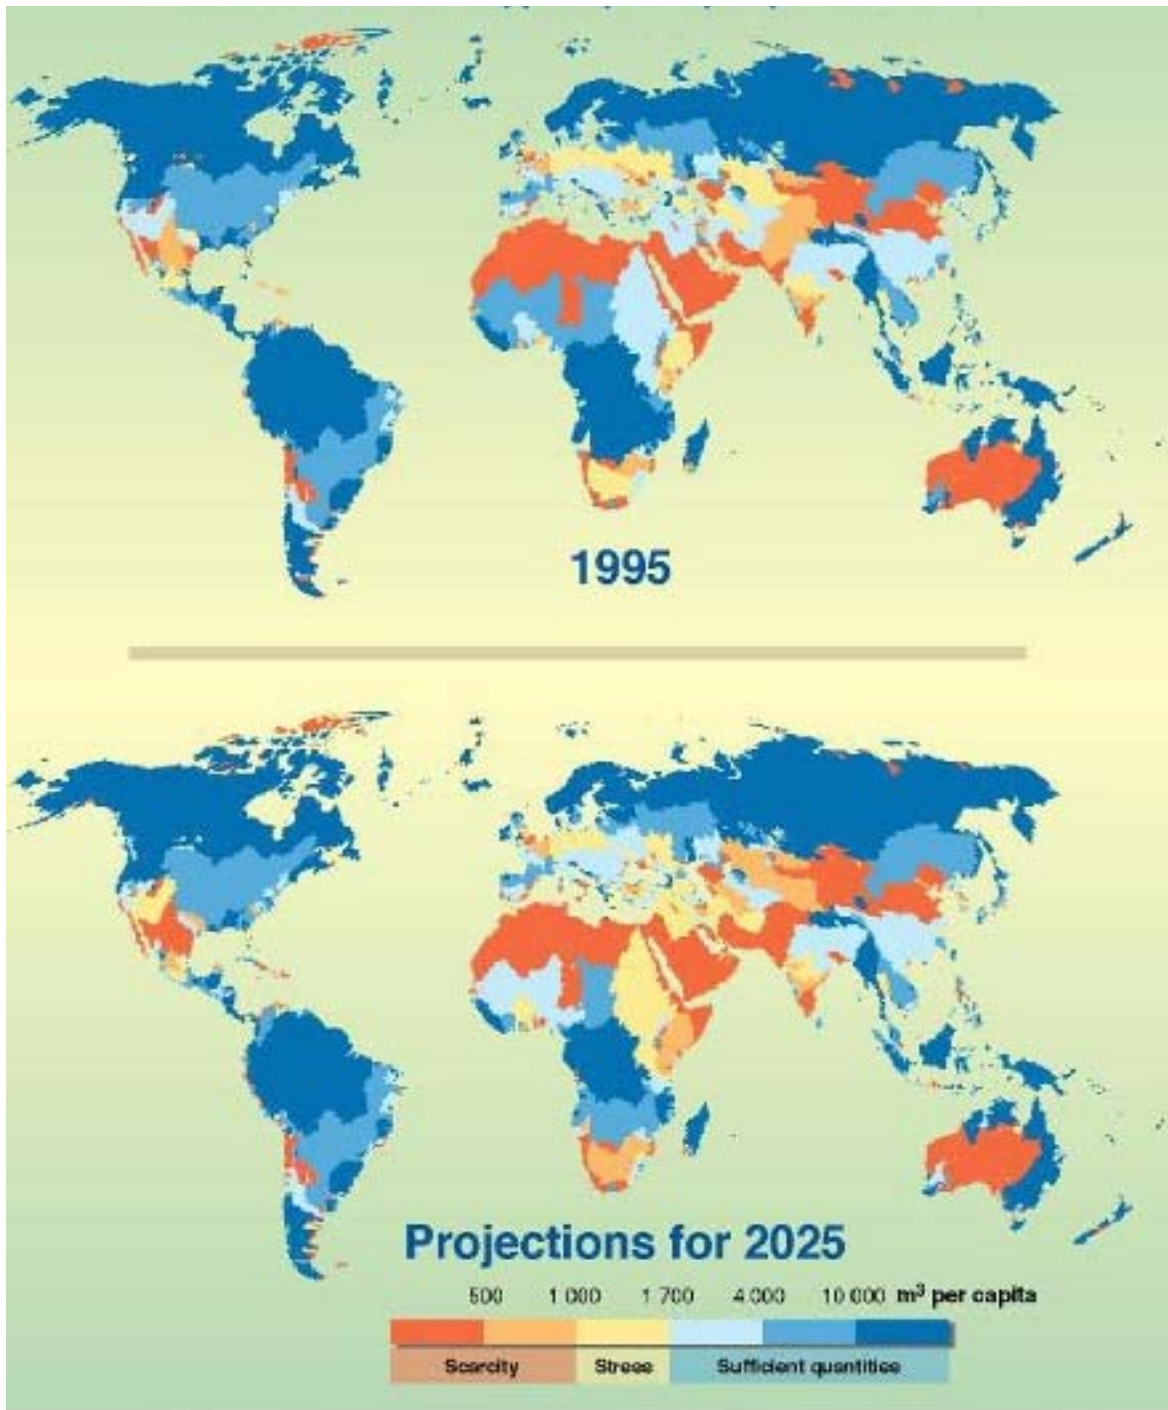 1995
Projections for 2025
500 1 000 1 700 4 000 10 000 m³ per capita
Scarcity Stress Sufficient quantities